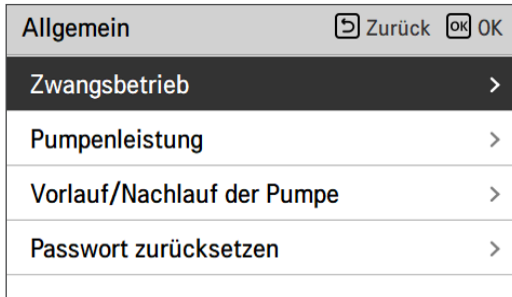 Allgemein Zurück OK OK
Zwangsbetrieb
Pumpenleistung
Vorlauf/Nachlauf der Pumpe
Passwort zurücksetzen